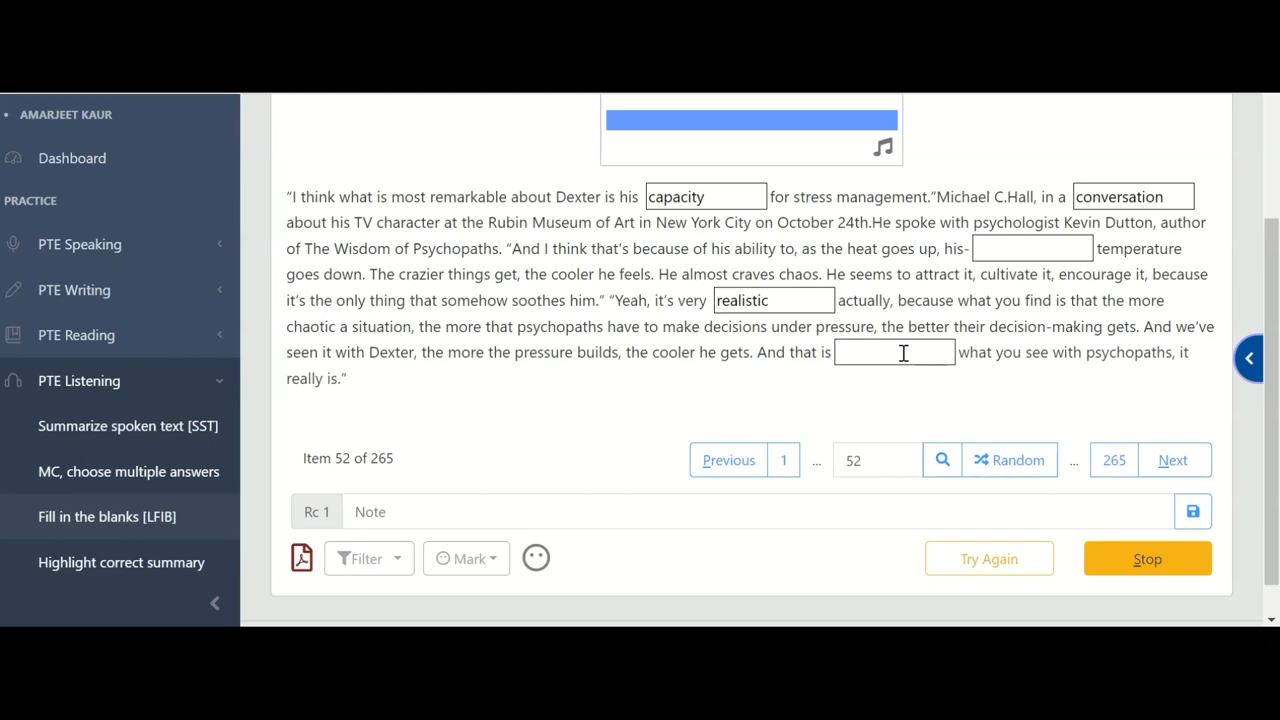 AMARJEET KAUR
Dashboard
PRACTICE
PTE Speaking
PTE Writing
PTE Reading
PTE Listening
Summarize spoken text [SST]
MC, choose multiple answers
Fill in the blanks [LFIB]
Highlight correct summary
“I think what is most remarkable about Dexter is his capacity for stress management.”Michael C.Hall, in a conversation
about his TV character at the Rubin Museum of Art in New York City on October 24th.He spoke with psychologist Kevin Dutton, author
of The Wisdom of Psychopaths. “And I think that’s because of his ability to, as the heat goes up, his- temperature
goes down. The crazier things get, the cooler he feels. He almost craves chaos. He seems to attract it, cultivate it, encourage it, because
it’s the only thing that somehow soothes him.” “Yeah, it’s very realistic actually, because what you find is that the more
chaotic a situation, the more that psychopaths have to make decisions under pressure, the better their decision-making gets. And we’ve
seen it with Dexter, the more the pressure builds, the cooler he gets. And that is what you see with psychopaths, it
really is.”
Item 52 of 265
Previous 1 ... 52 Random ... 265 Next
Rc 1 Note
Filter Mark Try Again Stop